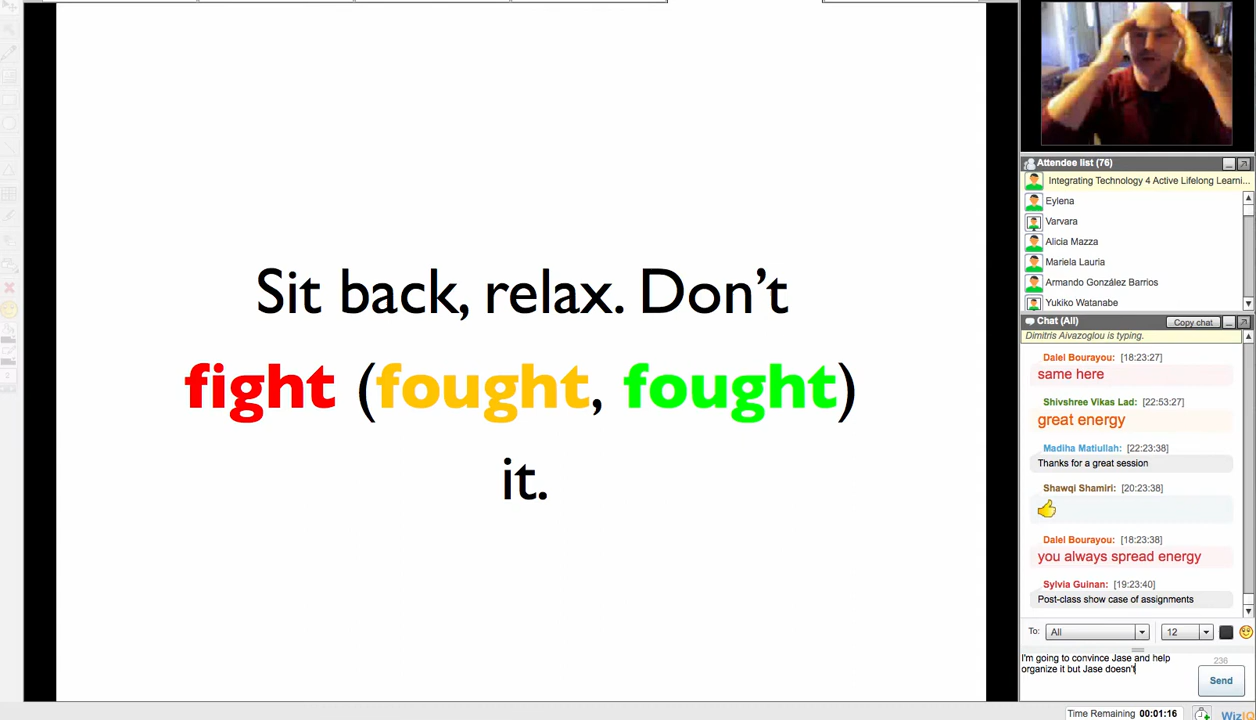 Sit back, relax. Don’t
fight (fought, fought)
it.
Attendee list (76)
Integrating Technology 4 Active Lifelong Learni...
Eylena
Varvara
Alicia Mazza
Mariela Lauria
Armando González Barrios
Yukiko Watanabe
Chat (All)
Copy chat
Dimitris Aivazoglou is typing.
Dalel Bourayou: [18:23:27]
same here
Shivshree Vikas Lad: [22:53:27]
great energy
Madiha Matiullah: [22:23:38]
Thanks for a great session
Shawqi Shamiri: [20:23:38]
Dalel Bourayou: [18:23:38]
you always spread energy
Sylvia Guinan: [19:23:40]
Post-class show case of assignments
To: All 12
I'm going to convince Jase and help
organize it but Jase doesn't
236
Send
Time Remaining 00:01:16
WizIQ